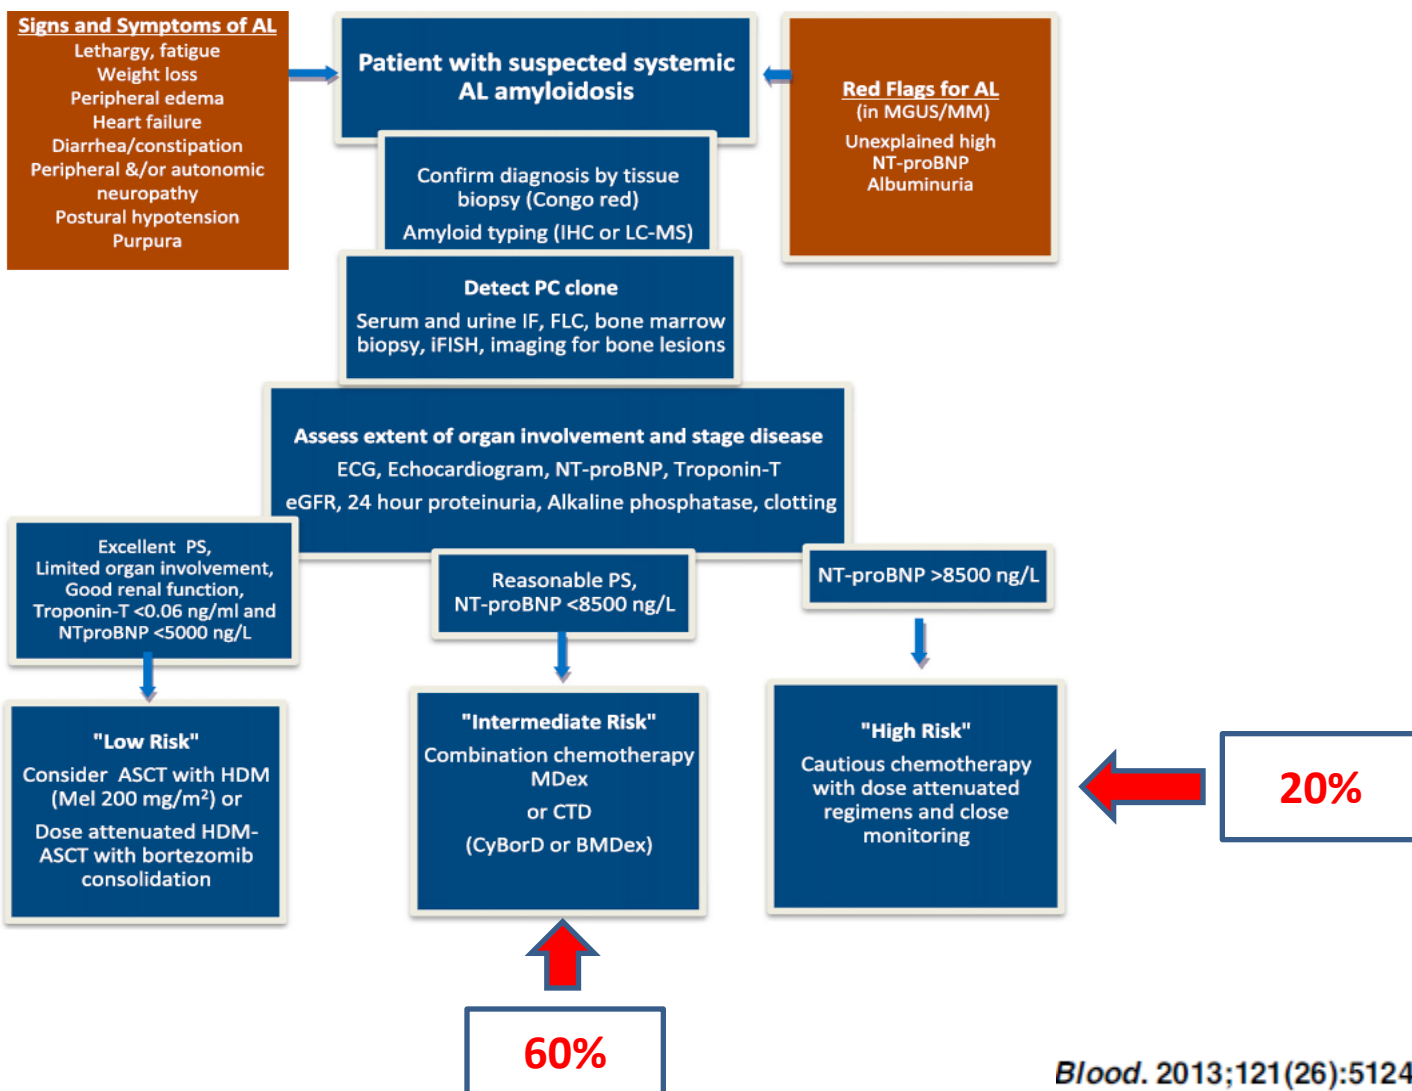 Signs and Symptoms of AL
Lethargy, fatigue
Weight loss
Peripheral edema
Heart failure
Diarrhea/constipation
Peripheral &/or autonomic
neuropathy
Postural hypotension
Purpura
Patient with suspected systemic
AL amyloidosis
Red Flags for AL
(in MGUS/MM)
Unexplained high
NT-proBNP
Albuminuria
Confirm diagnosis by tissue
biopsy (Congo red)
Amyloid typing (IHC or LC-MS)
Detect PC clone
Serum and urine IF, FLC, bone marrow
biopsy, iFISH, imaging for bone lesions
Assess extent of organ involvement and stage disease
ECG, Echocardiogram, NT-proBNP, Troponin-T
eGFR, 24 hour proteinuria, Alkaline phosphatase, clotting
Excellent PS,
Limited organ involvement,
Good renal function,
Troponin-T <0.06 ng/ml and
NTproBNP <5000 ng/L
Reasonable PS,
NT-proBNP <8500 ng/L
NT-proBNP >8500 ng/L
"Low Risk"
Consider ASCT with HDM
(Mel 200 mg/m²) or
Dose attenuated HDM-
ASCT with bortezomib
consolidation
"Intermediate Risk"
Combination chemotherapy
MDex
or CTD
(CyBorD or BMDex)
"High Risk"
Cautious chemotherapy
with dose attenuated
regimens and close
monitoring
20%
60%
Blood. 2013;121(26):5124